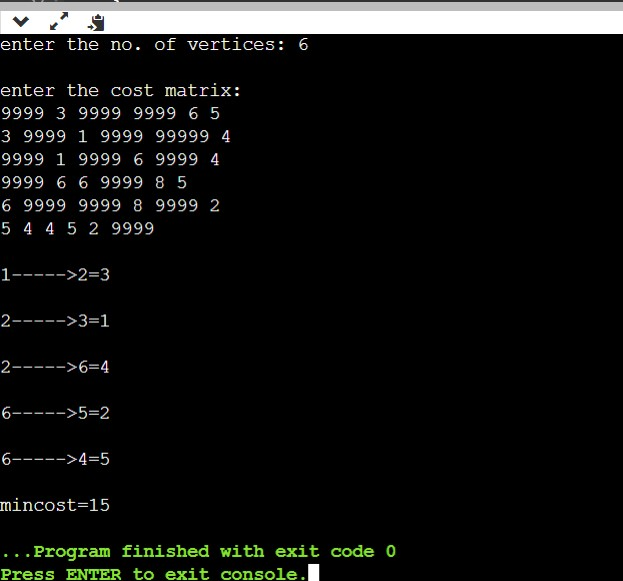 enter the no. of vertices: 6
enter the cost matrix:
9999 3 9999 9999 6 5
3 9999 1 9999 99999 4
9999 1 9999 6 9999 4
9999 6 6 9999 8 5
6 9999 9999 8 9999 2
5 4 4 5 2 9999
1----->2=3
2----->3=1
2----->6=4
6----->5=2
6----->4=5
mincost=15
...Program finished with exit code 0
Press ENTER to exit console.